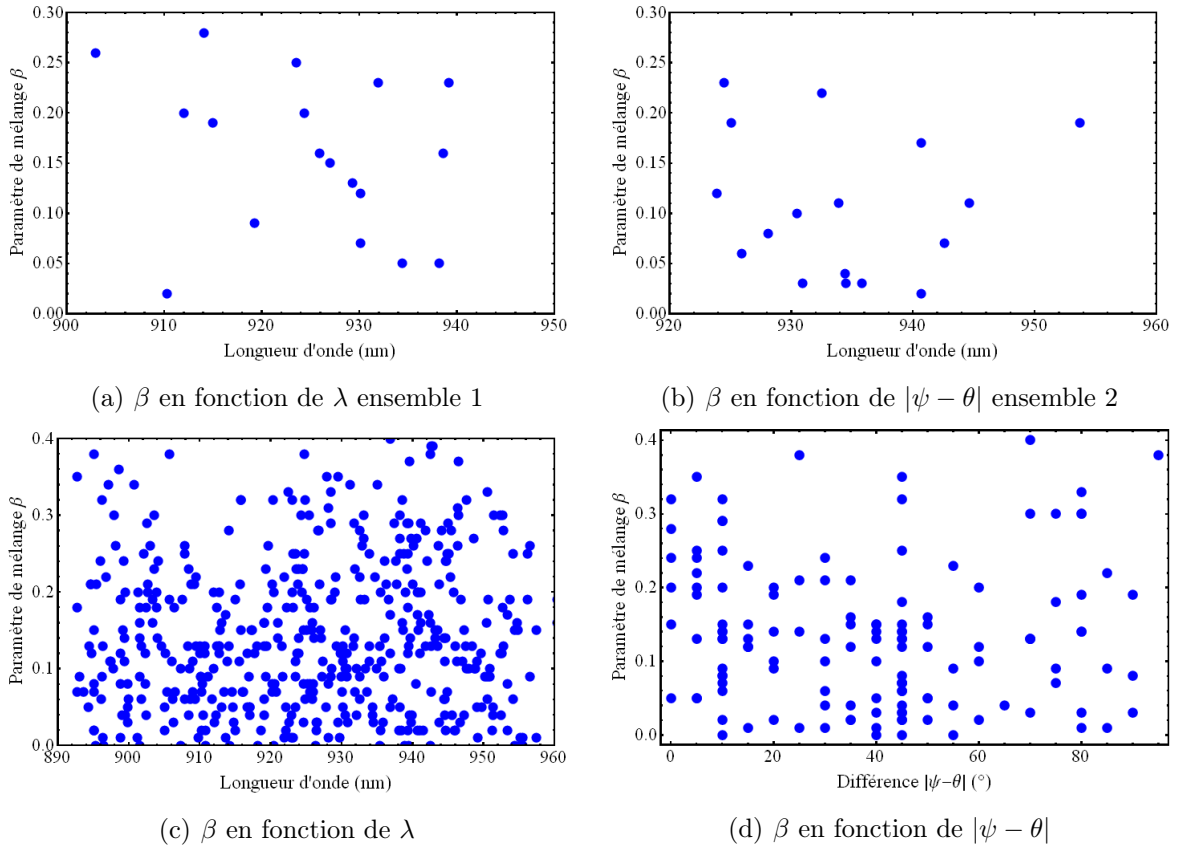 0.30
0.25
0.20
0.15
0.10
0.05
0.00
Paramètre de mélange β
900 910 920 930 940 950
Longueur d'onde (nm)
(a) β en fonction de λ ensemble 1
0.30
0.25
0.20
0.15
0.10
0.05
0.00
Paramètre de mélange β
920 930 940 950 960
Longueur d'onde (nm)
(b) β en fonction de |ψ − θ| ensemble 2
0.4
0.3
0.2
0.1
0.0
Paramètre de mélange β
890 900 910 920 930 940 950 960
Longueur d'onde (nm)
(c) β en fonction de λ
0.4
0.3
0.2
0.1
0.0
Paramètre de mélange β
0 20 40 60 80
Différence |ψ−θ| (°)
(d) β en fonction de |ψ − θ|